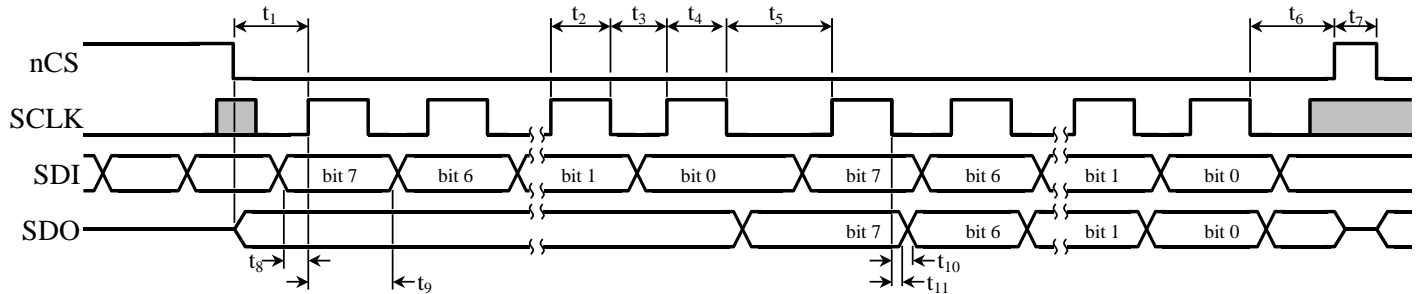 t1 t2 t3 t4 t5 t6 t7
nCS
SCLK
SDI bit 7 bit 6 bit 1 bit 0 bit 7 bit 6 bit 1 bit 0
SDO bit 7 bit 6 bit 1 bit 0
t8 t10
t9 t11